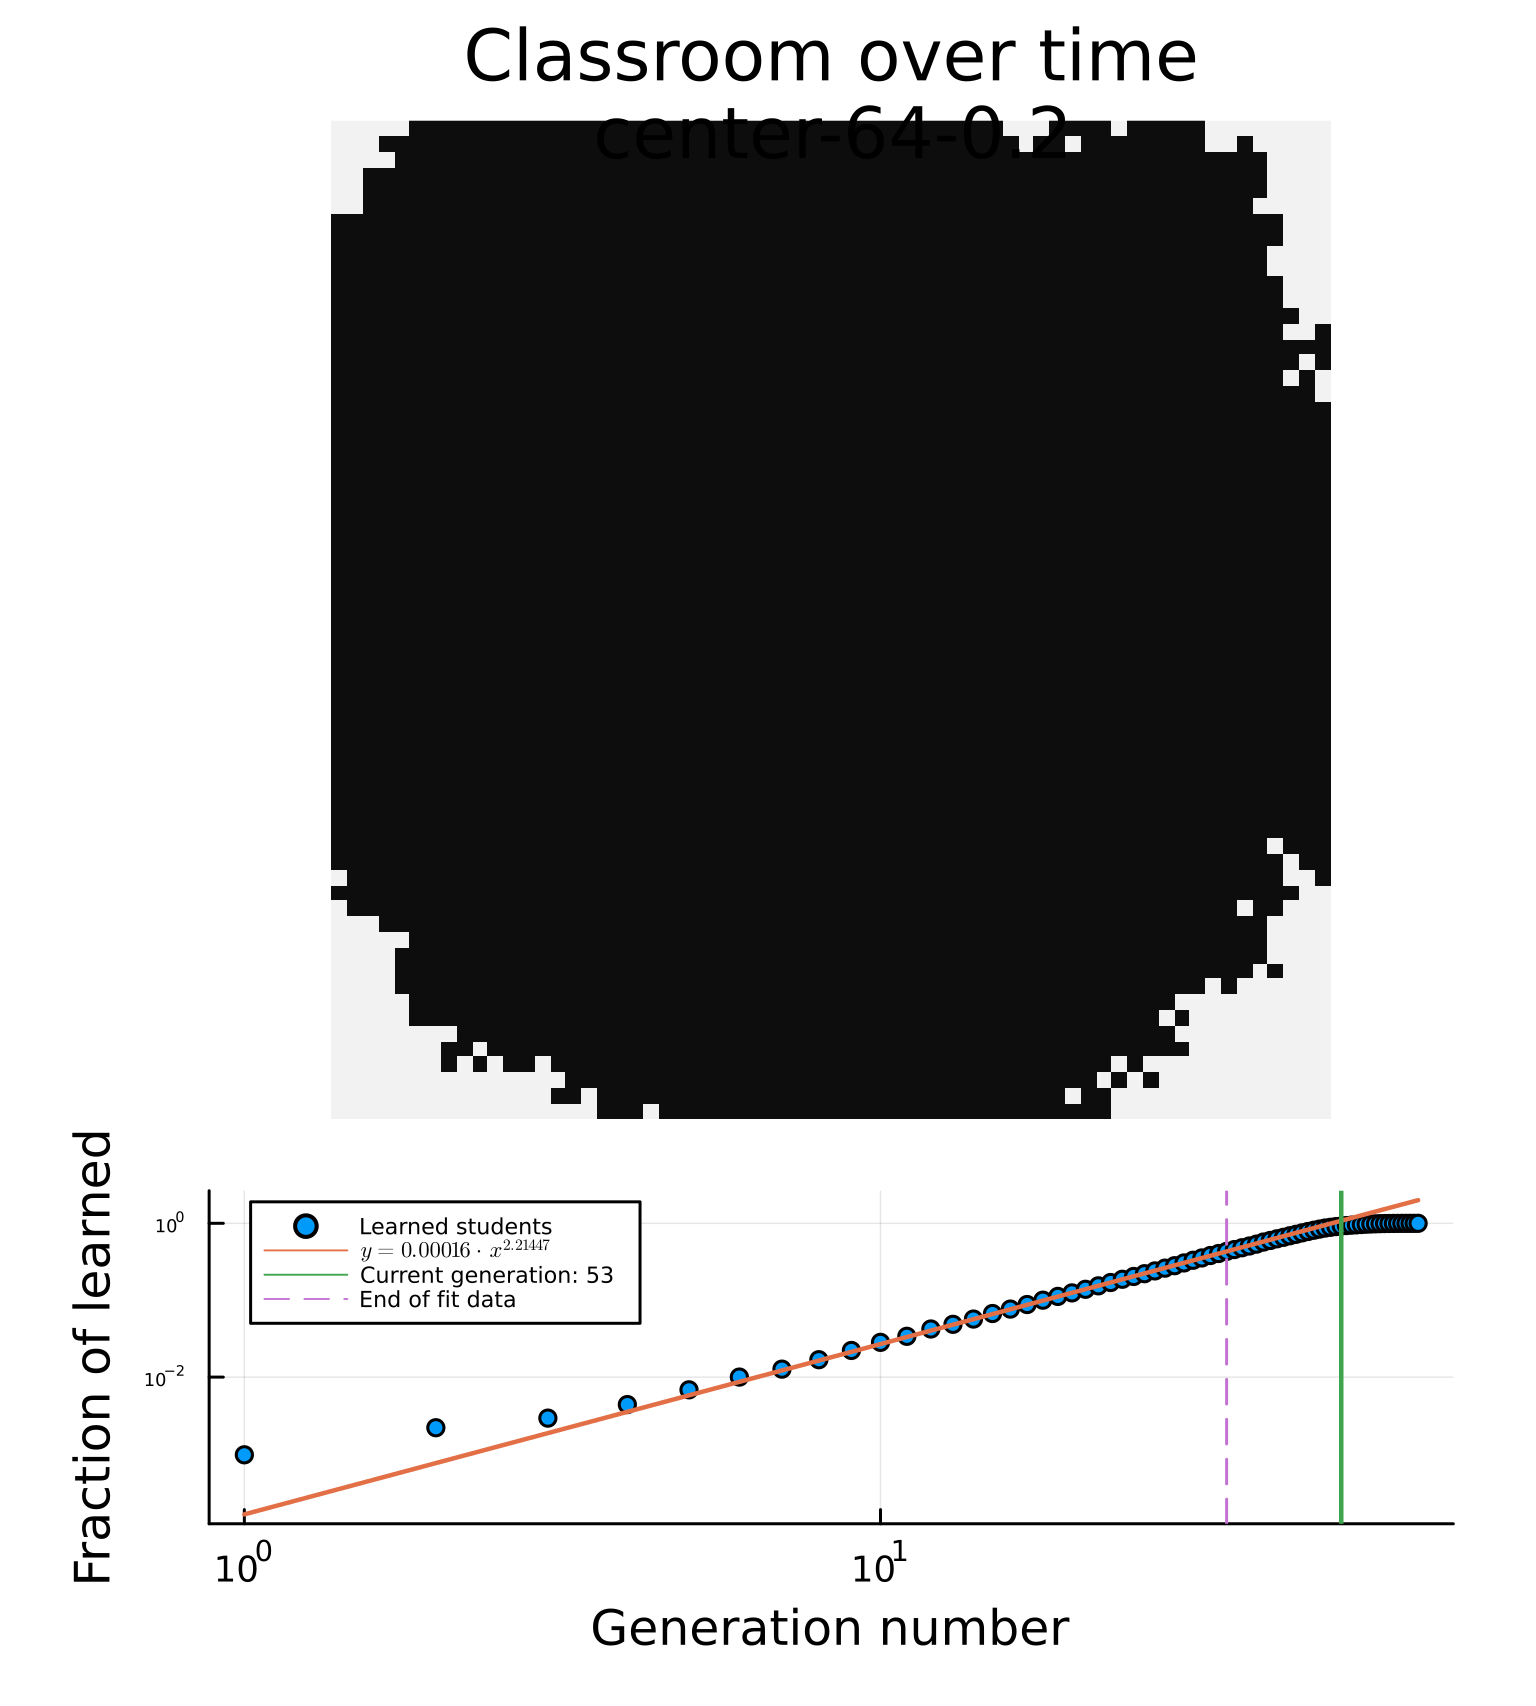 Classroom over time
center-64-0.2
Fraction of learned
10^0
10^-2
Learned students
y = 0.00016 · x^2.21447
Current generation: 53
End of fit data
10^0
10^1
Generation number